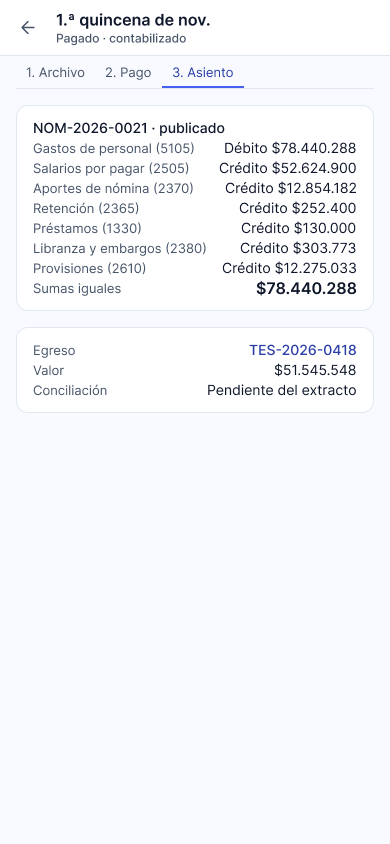 1.ª quincena de nov.
Pagado · contabilizado
1. Archivo 2. Pago 3. Asiento
NOM-2026-0021 · publicado
Gastos de personal (5105) Débito $78.440.288
Salarios por pagar (2505) Crédito $52.624.900
Aportes de nómina (2370) Crédito $12.854.182
Retención (2365) Crédito $252.400
Préstamos (1330) Crédito $130.000
Libranza y embargos (2380) Crédito $303.773
Provisiones (2610) Crédito $12.275.033
Sumas iguales $78.440.288
Egreso TES-2026-0418
Valor $51.545.548
Conciliación Pendiente del extracto